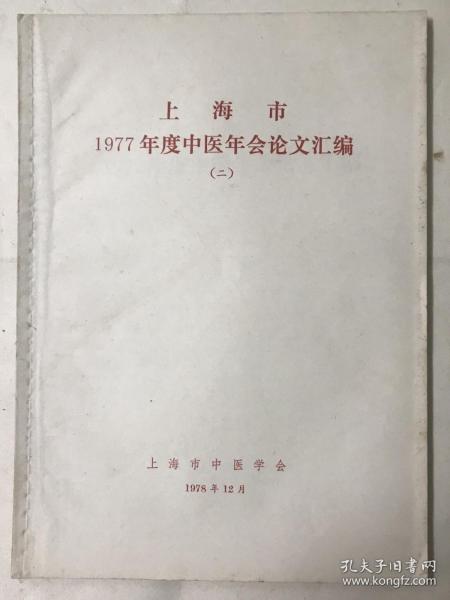 上海市
1977年度中医年会论文汇编
（二）
上海市中医学会
1978年12月
孔夫子旧书网
www.kongfz.com